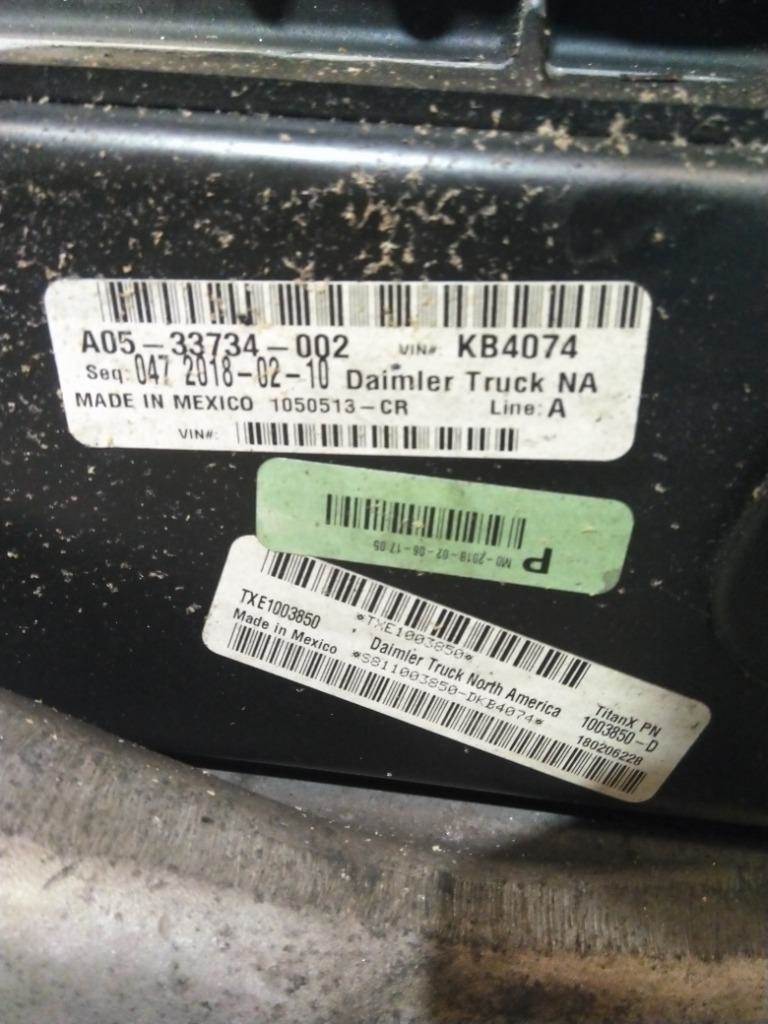 A05-33734-002 VIN#: KB4074
Seq: 047 2018-02-10 Daimler Truck NA
MADE IN MEXICO 1050513-CR Line: A
VIN#:
P
M0-2018-02-06-17.05
*TXE1003850*
TXE1003850
Made in Mexico
Daimler Truck North America
*S811003850-DKB4074*
TitanX PN
1003850-D
180206228